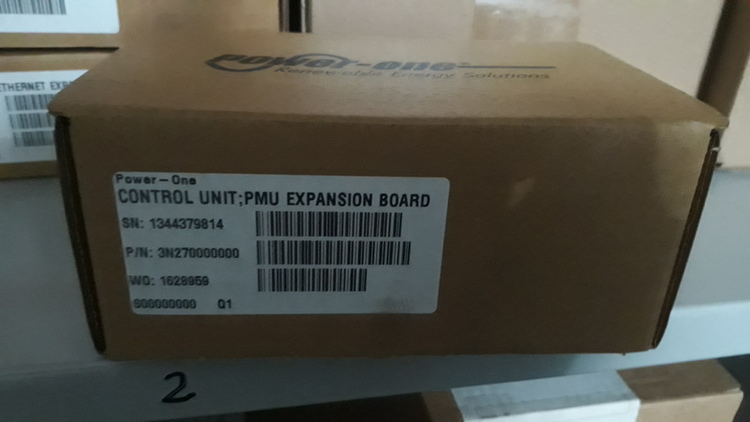 power-one
Renewable Energy Solutions
ETHERNET EXP
Power-One
CONTROL UNIT;PMU EXPANSION BOARD
SN: 1344379814
P/N: 3N270000000
WO: 1628959
S08000000 Q1
2